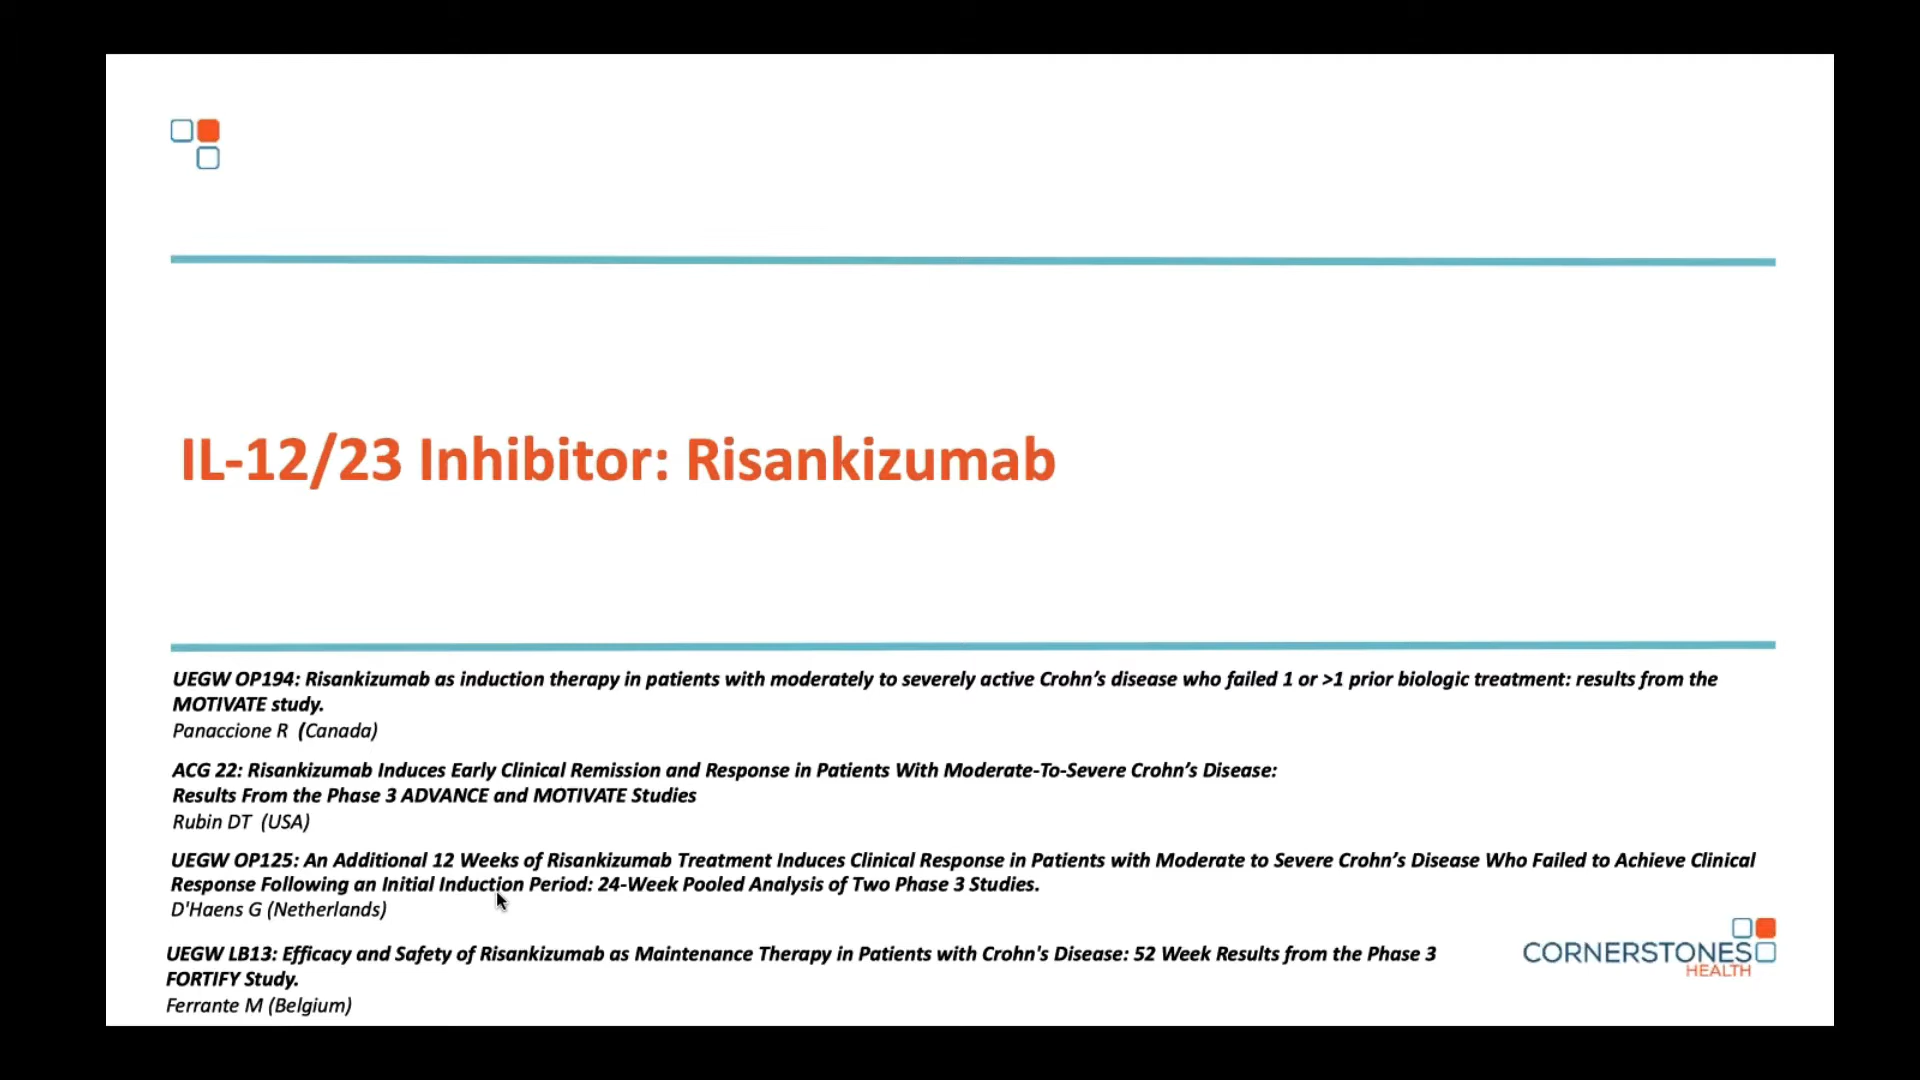 IL-12/23 Inhibitor: Risankizumab
UEGW OP194: Risankizumab as induction therapy in patients with moderately to severely active Crohn’s disease who failed 1 or >1 prior biologic treatment: results from the
MOTIVATE study.
Panaccione R (Canada)
ACG 22: Risankizumab Induces Early Clinical Remission and Response in Patients With Moderate-To-Severe Crohn’s Disease:
Results From the Phase 3 ADVANCE and MOTIVATE Studies
Rubin DT (USA)
UEGW OP125: An Additional 12 Weeks of Risankizumab Treatment Induces Clinical Response in Patients with Moderate to Severe Crohn’s Disease Who Failed to Achieve Clinical
Response Following an Initial Induction Period: 24-Week Pooled Analysis of Two Phase 3 Studies.
D'Haens G (Netherlands)
UEGW LB13: Efficacy and Safety of Risankizumab as Maintenance Therapy in Patients with Crohn's Disease: 52 Week Results from the Phase 3
FORTIFY Study.
Ferrante M (Belgium)
CORNERSTONES
HEALTH